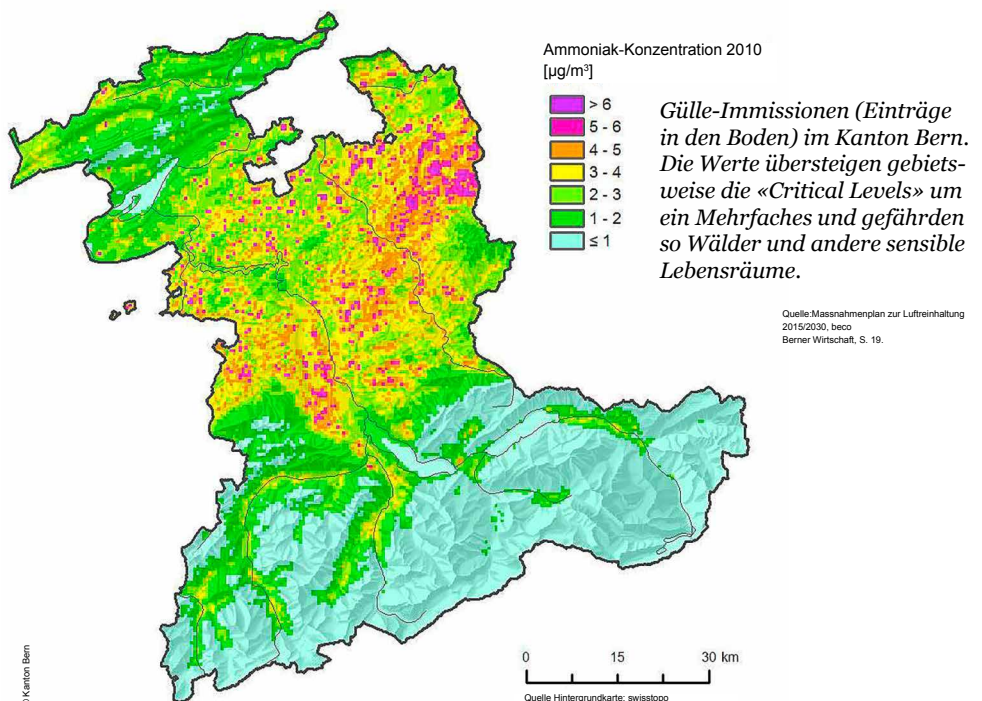 Ammoniak-Konzentration 2010
[µg/m³]
> 6
5 - 6
4 - 5
3 - 4
2 - 3
1 - 2
≤ 1
Gülle-Immissionen (Einträge
in den Boden) im Kanton Bern.
Die Werte übersteigen gebiets-
weise die «Critical Levels» um
ein Mehrfaches und gefährden
so Wälder und andere sensible
Lebensräume.
Quelle:Massnahmenplan zur Luftreinhaltung
2015/2030, beco
Berner Wirtschaft, S. 19.
0 15 30 km
Quelle Hintergrundkarte: swisstopo
Kanton Bern